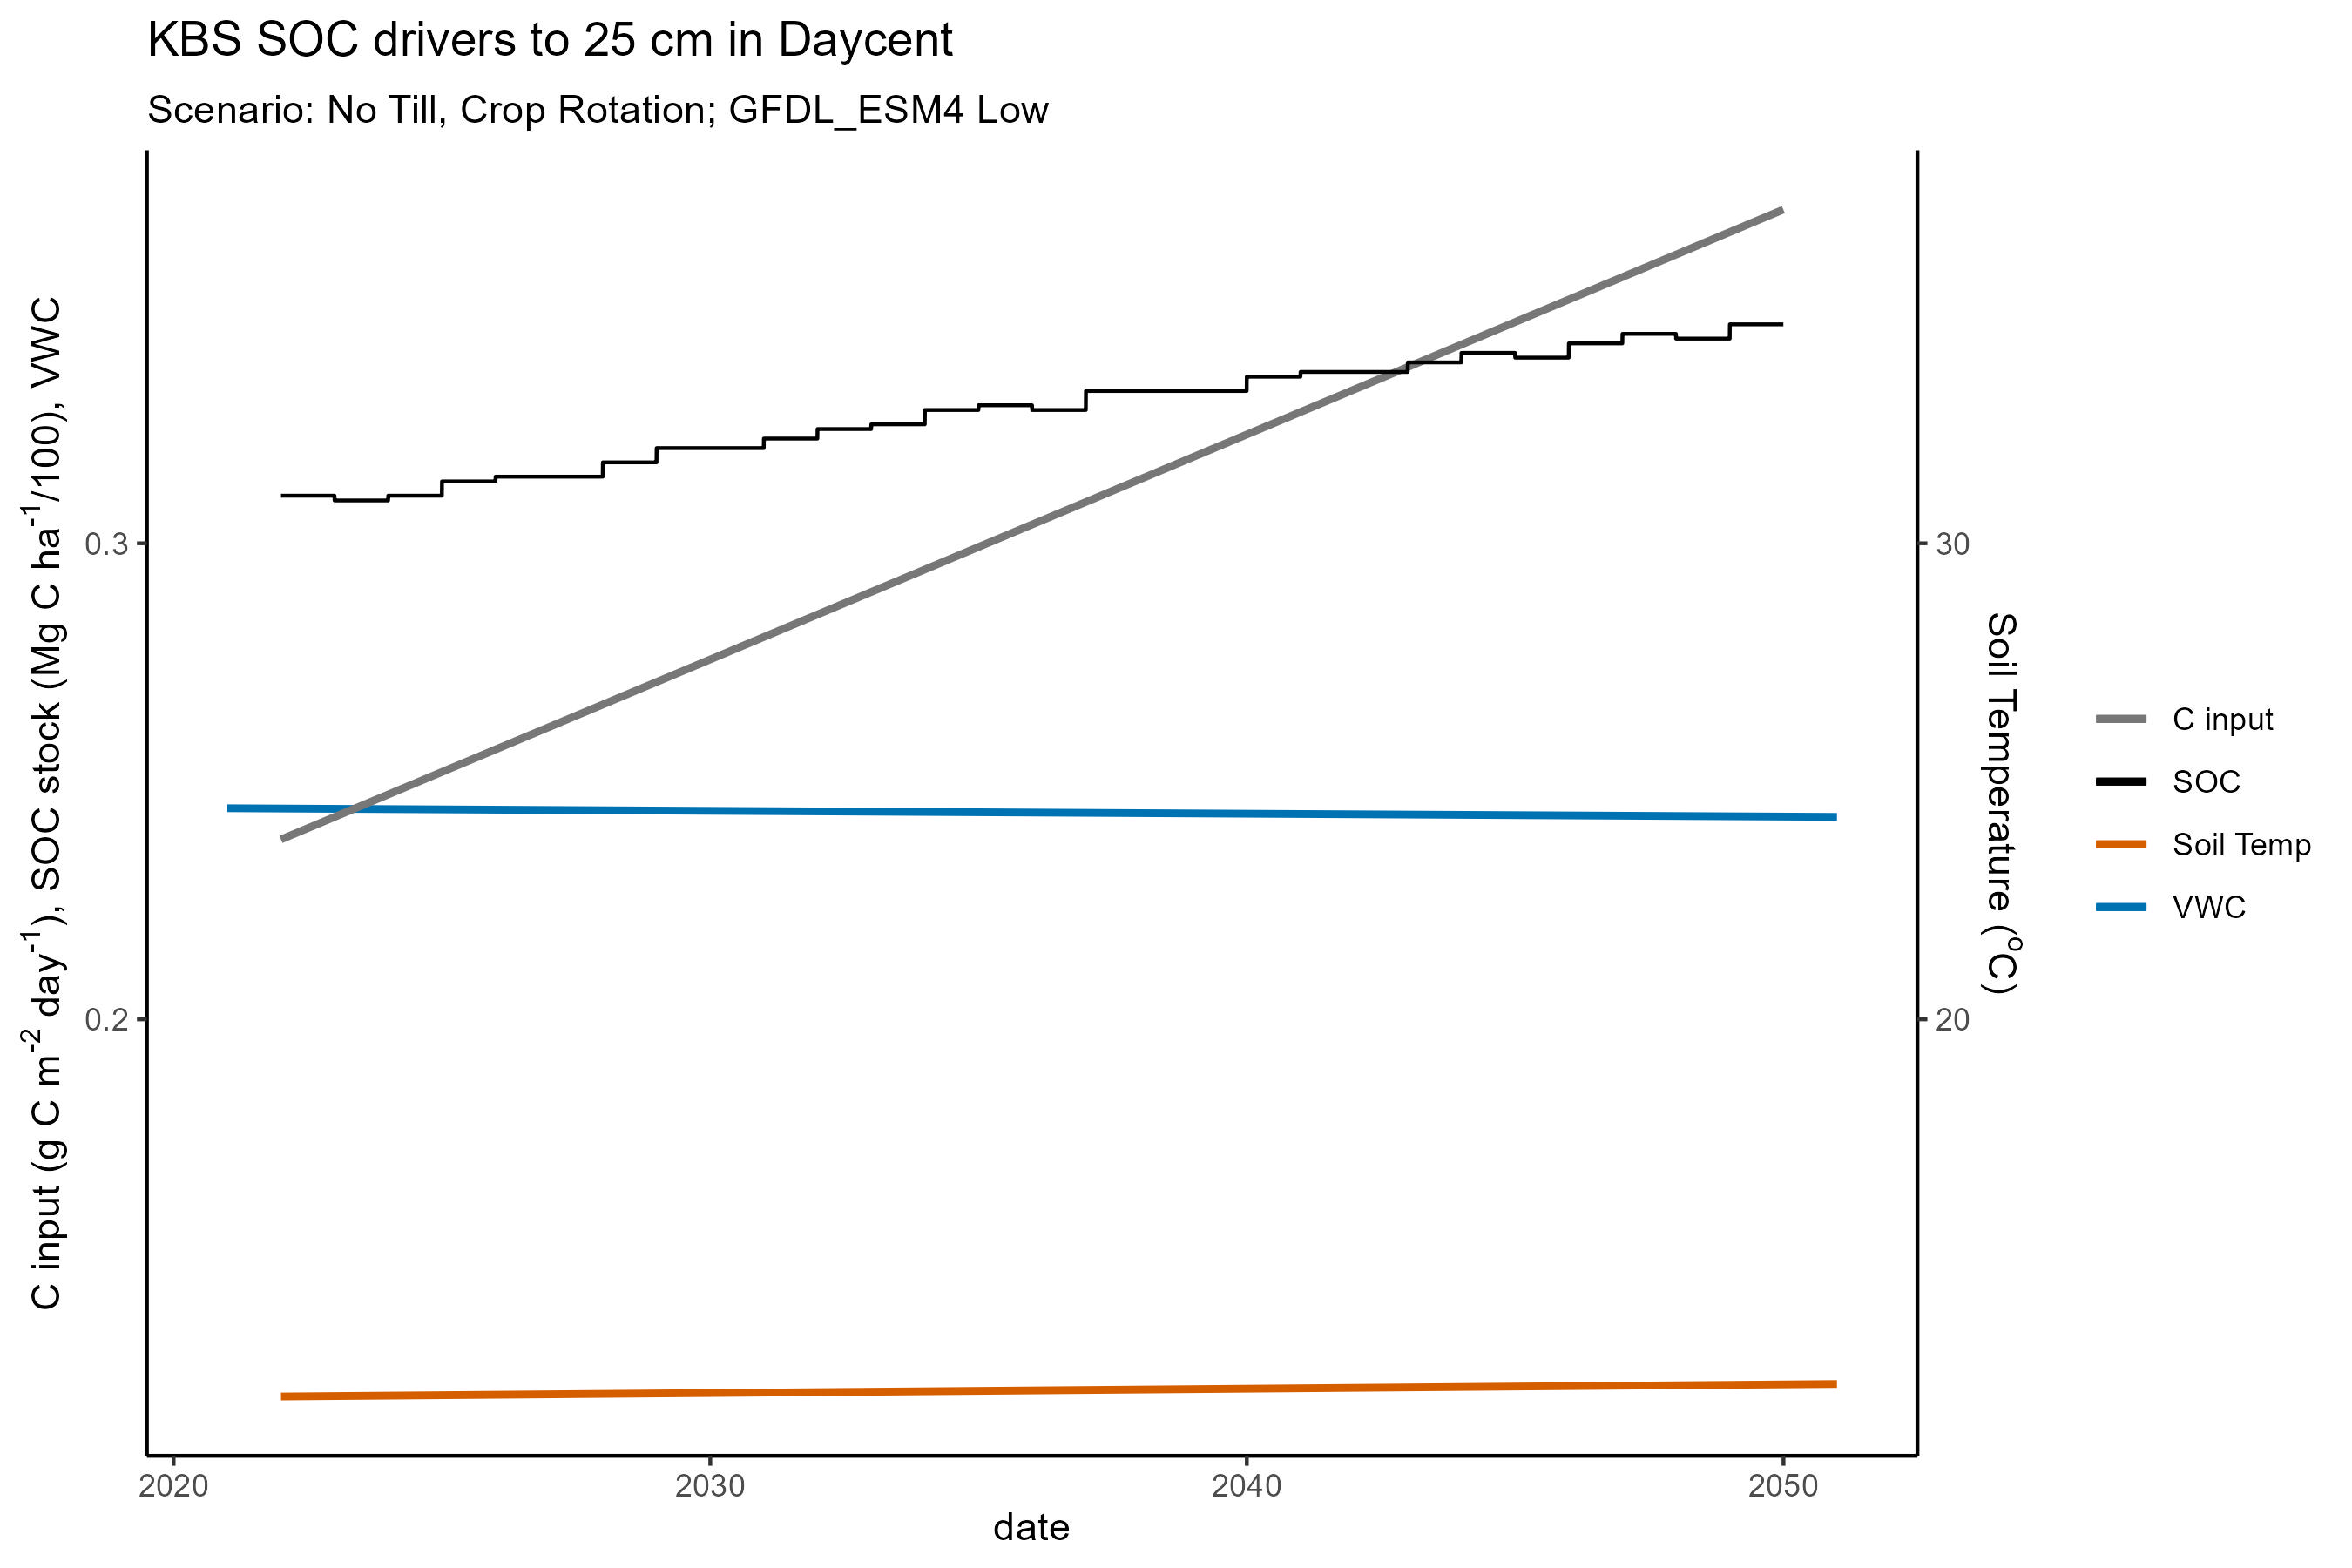 KBS SOC drivers to 25 cm in Daycent
Scenario: No Till, Crop Rotation; GFDL_ESM4 Low
C input (g C m-2 day-1), SOC stock (Mg C ha-1/100), VWC
0.3
0.2
30
20
Soil Temperature (oC)
C input
SOC
Soil Temp
VWC
2020
2030
2040
2050
date